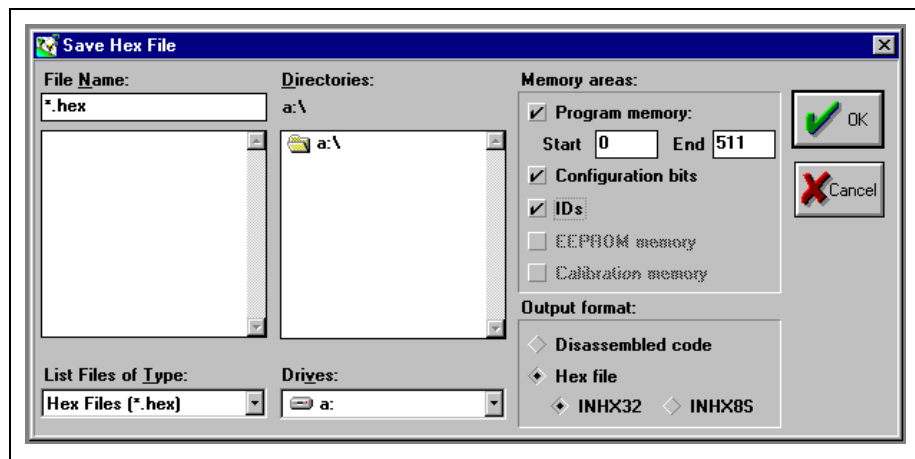 Save Hex File
File Name:
*.hex
List Files of Type:
Hex Files (*.hex)
Directories:
a:\
a:\
Drives:
a:
Memory areas:
Program memory:
Start 0 End 511
Configuration bits
IDs
EEPROM memory
Calibration memory
Output format:
Disassembled code
Hex file
INHX32 INHX8S
OK
Cancel